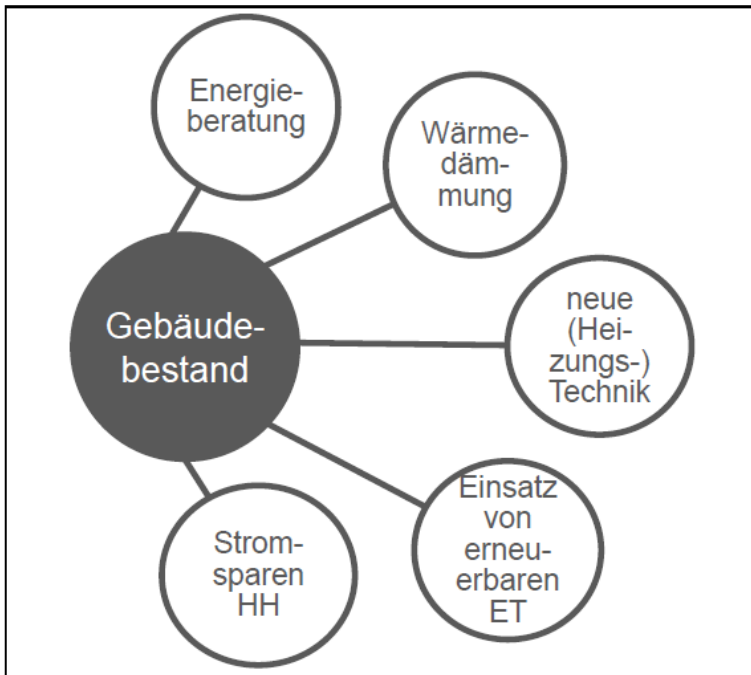 Energie-
beratung
Wärme-
däm-
mung
Gebäude-
bestand
neue
(Hei-
zungs-)
Technik
Einsatz
von
erneu-
erbaren
ET
Strom-
sparen
HH